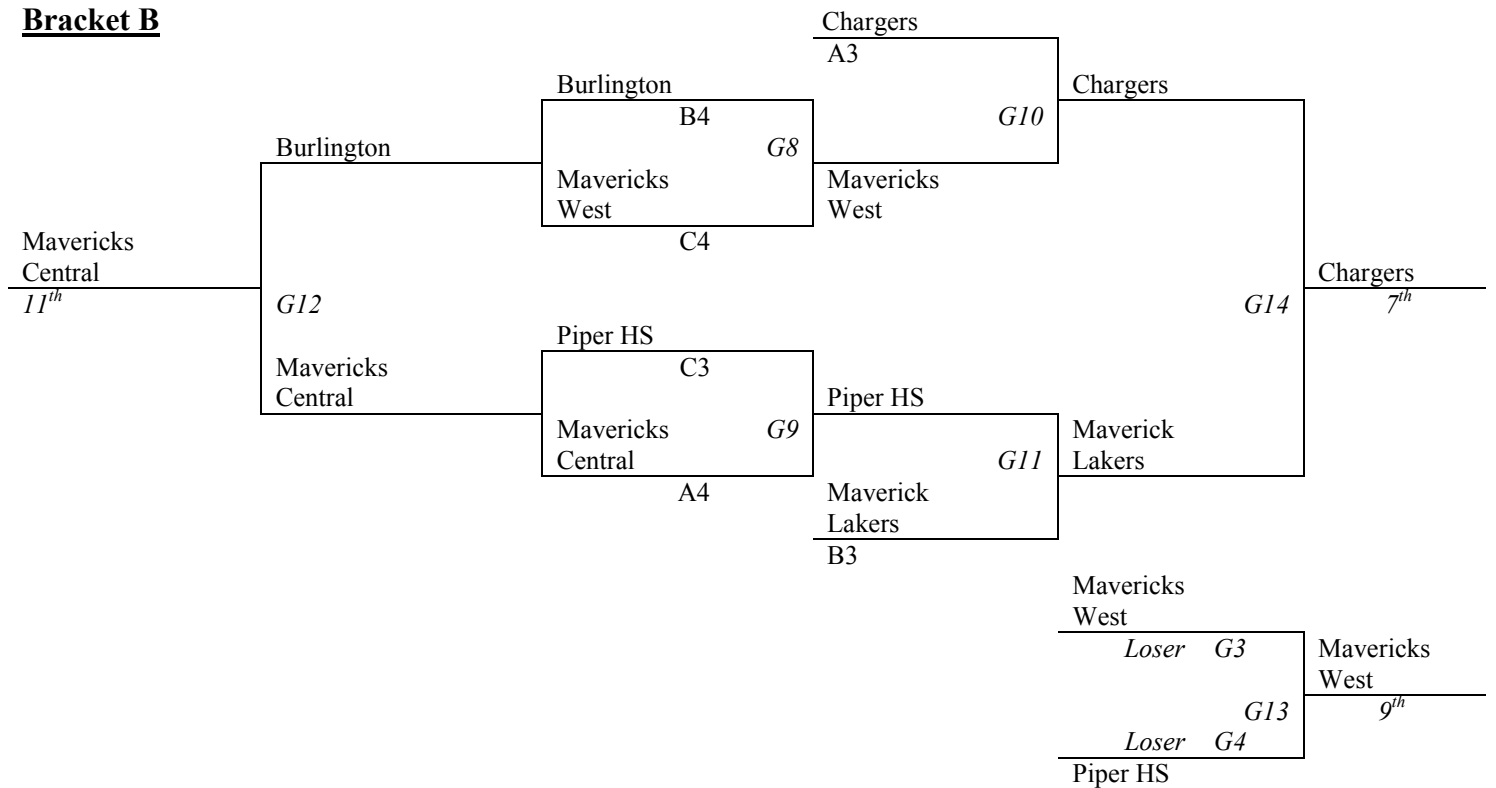 Bracket B
Chargers
A3
Burlington
B4
Chargers
G10
Burlington
G8
Mavericks
West
C4
Mavericks
West
Mavericks
Central
11th
G12
Chargers
7th
G14
Piper HS
C3
Mavericks
Central
Piper HS
Mavericks
Central
G9
A4
G11
Maverick
Lakers
Maverick
Lakers
B3
Mavericks
West
Loser G3
Mavericks
West
G13
9th
Loser G4
Piper HS